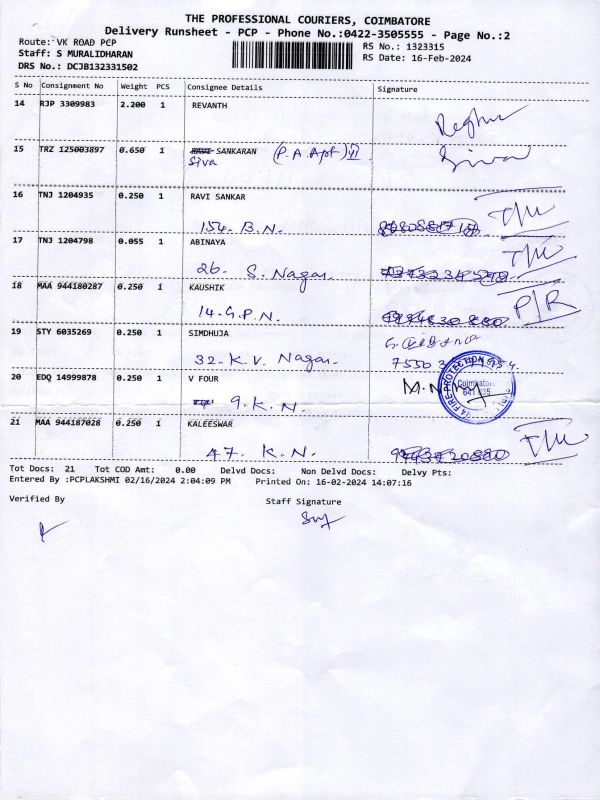 THE PROFESSIONAL COURIERS, COIMBATORE
Delivery Runsheet - PCP - Phone No.:0422-3505555 - Page No.:2
Route: VK ROAD PCP
RS No.: 1323315
Staff: S MURALIDHARAN
RS Date: 16-Feb-2024
DRS No.: DCJB132331502
S No Consignment No Weight PCS Consignee Details Signature
14 RJP 3309983 2.200 1 REVANTH
15 TRZ 125003897 0.650 1 RAVI SANKARAN (P.A Apt) VI
Siva
16 TNJ 1204935 0.250 1 RAVI SANKAR
154- B.N.
17 TNJ 1204798 0.055 1 ABINAYA
26- S. Nagar.
18 MAA 944180287 0.250 1 KAUSHIK
P/R
14-G.P.N.
19 STY 6035269 0.250 1 SIMDHUJA
32- K.V. Nagar.
20 EDQ 14999878 0.250 1 V FOUR
9.K.N.
FIRE PROTECTION
Coimbatore
21 MAA 944187028 0.250 1 KALEESWAR
47. K.N.
Tot Docs: 21 Tot COD Amt: 0.00 Delvd Docs: Non Delvd Docs: Delvy Pts:
Entered By :PCPLAKSHMI 02/16/2024 2:04:09 PM Printed On: 16-02-2024 14:07:16
Verified By Staff Signature